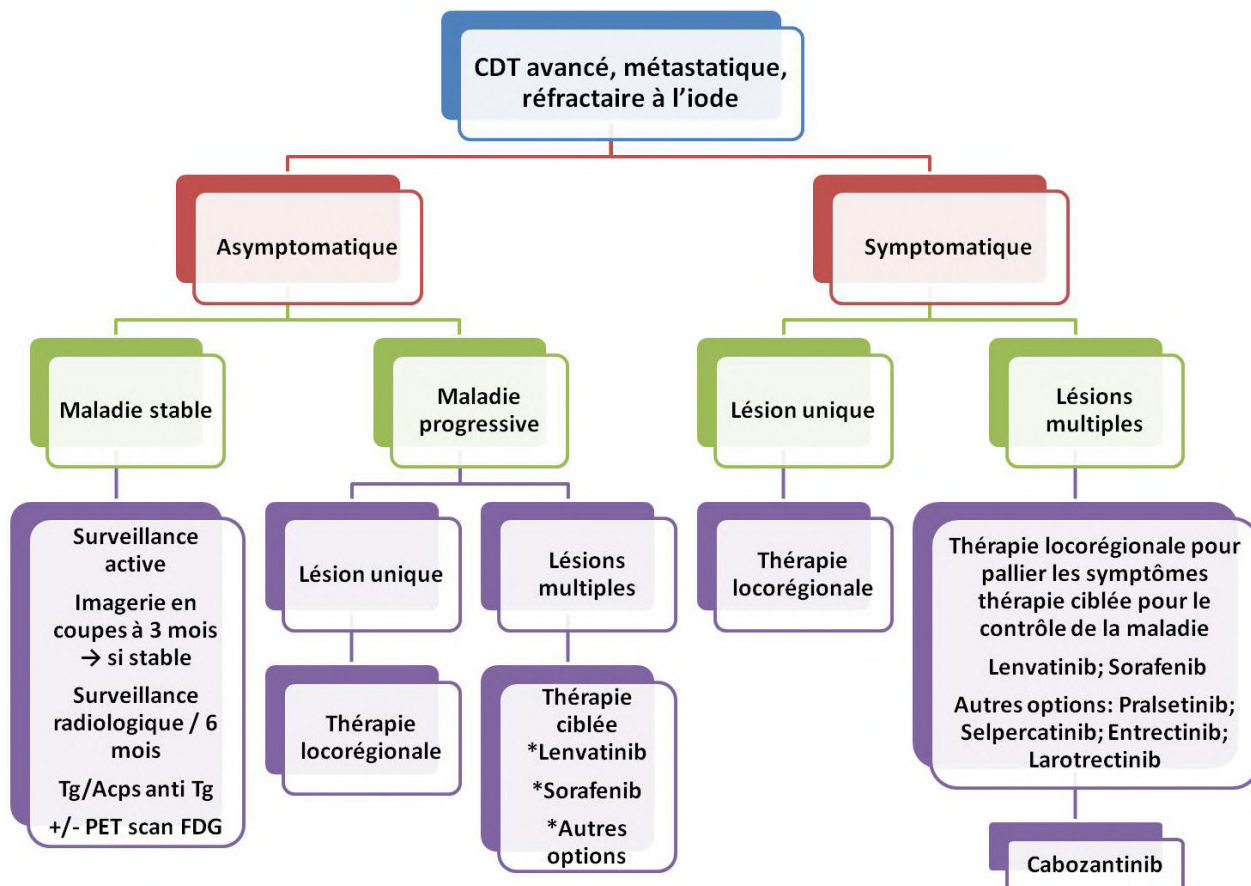 CDT avancé, métastatique,
réfractaire à l’iode
Asymptomatique
Symptomatique
Maladie stable
Maladie
progressive
Lésion unique
Lésions
multiples
Surveillance
active
Imagerie en
coupes à 3 mois
→ si stable
Surveillance
radiologique / 6
mois
Tg/Acps anti Tg
+/- PET scan FDG
Lésion unique
Lésions
multiples
Thérapie
locorégionale
Thérapie
ciblée
*Lenvatinib
*Sorafenib
*Autres
options
Thérapie
locorégionale
Thérapie locorégionale pour
pallier les symptômes
thérapie ciblée pour le
contrôle de la maladie
Lenvatinib; Sorafenib
Autres options: Pralsetinib;
Selpercatinib; Entrectinib;
Larotrectinib
Cabozantinib